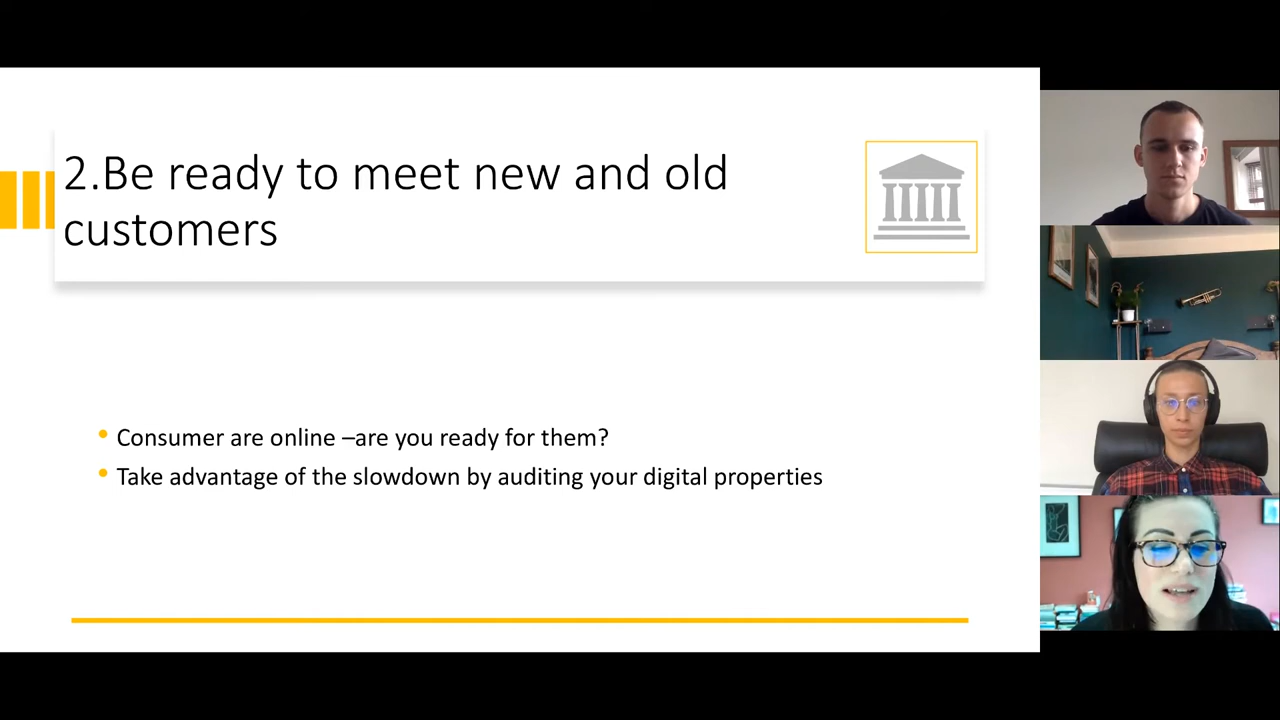 2.Be ready to meet new and old
customers
• Consumer are online –are you ready for them?
• Take advantage of the slowdown by auditing your digital properties